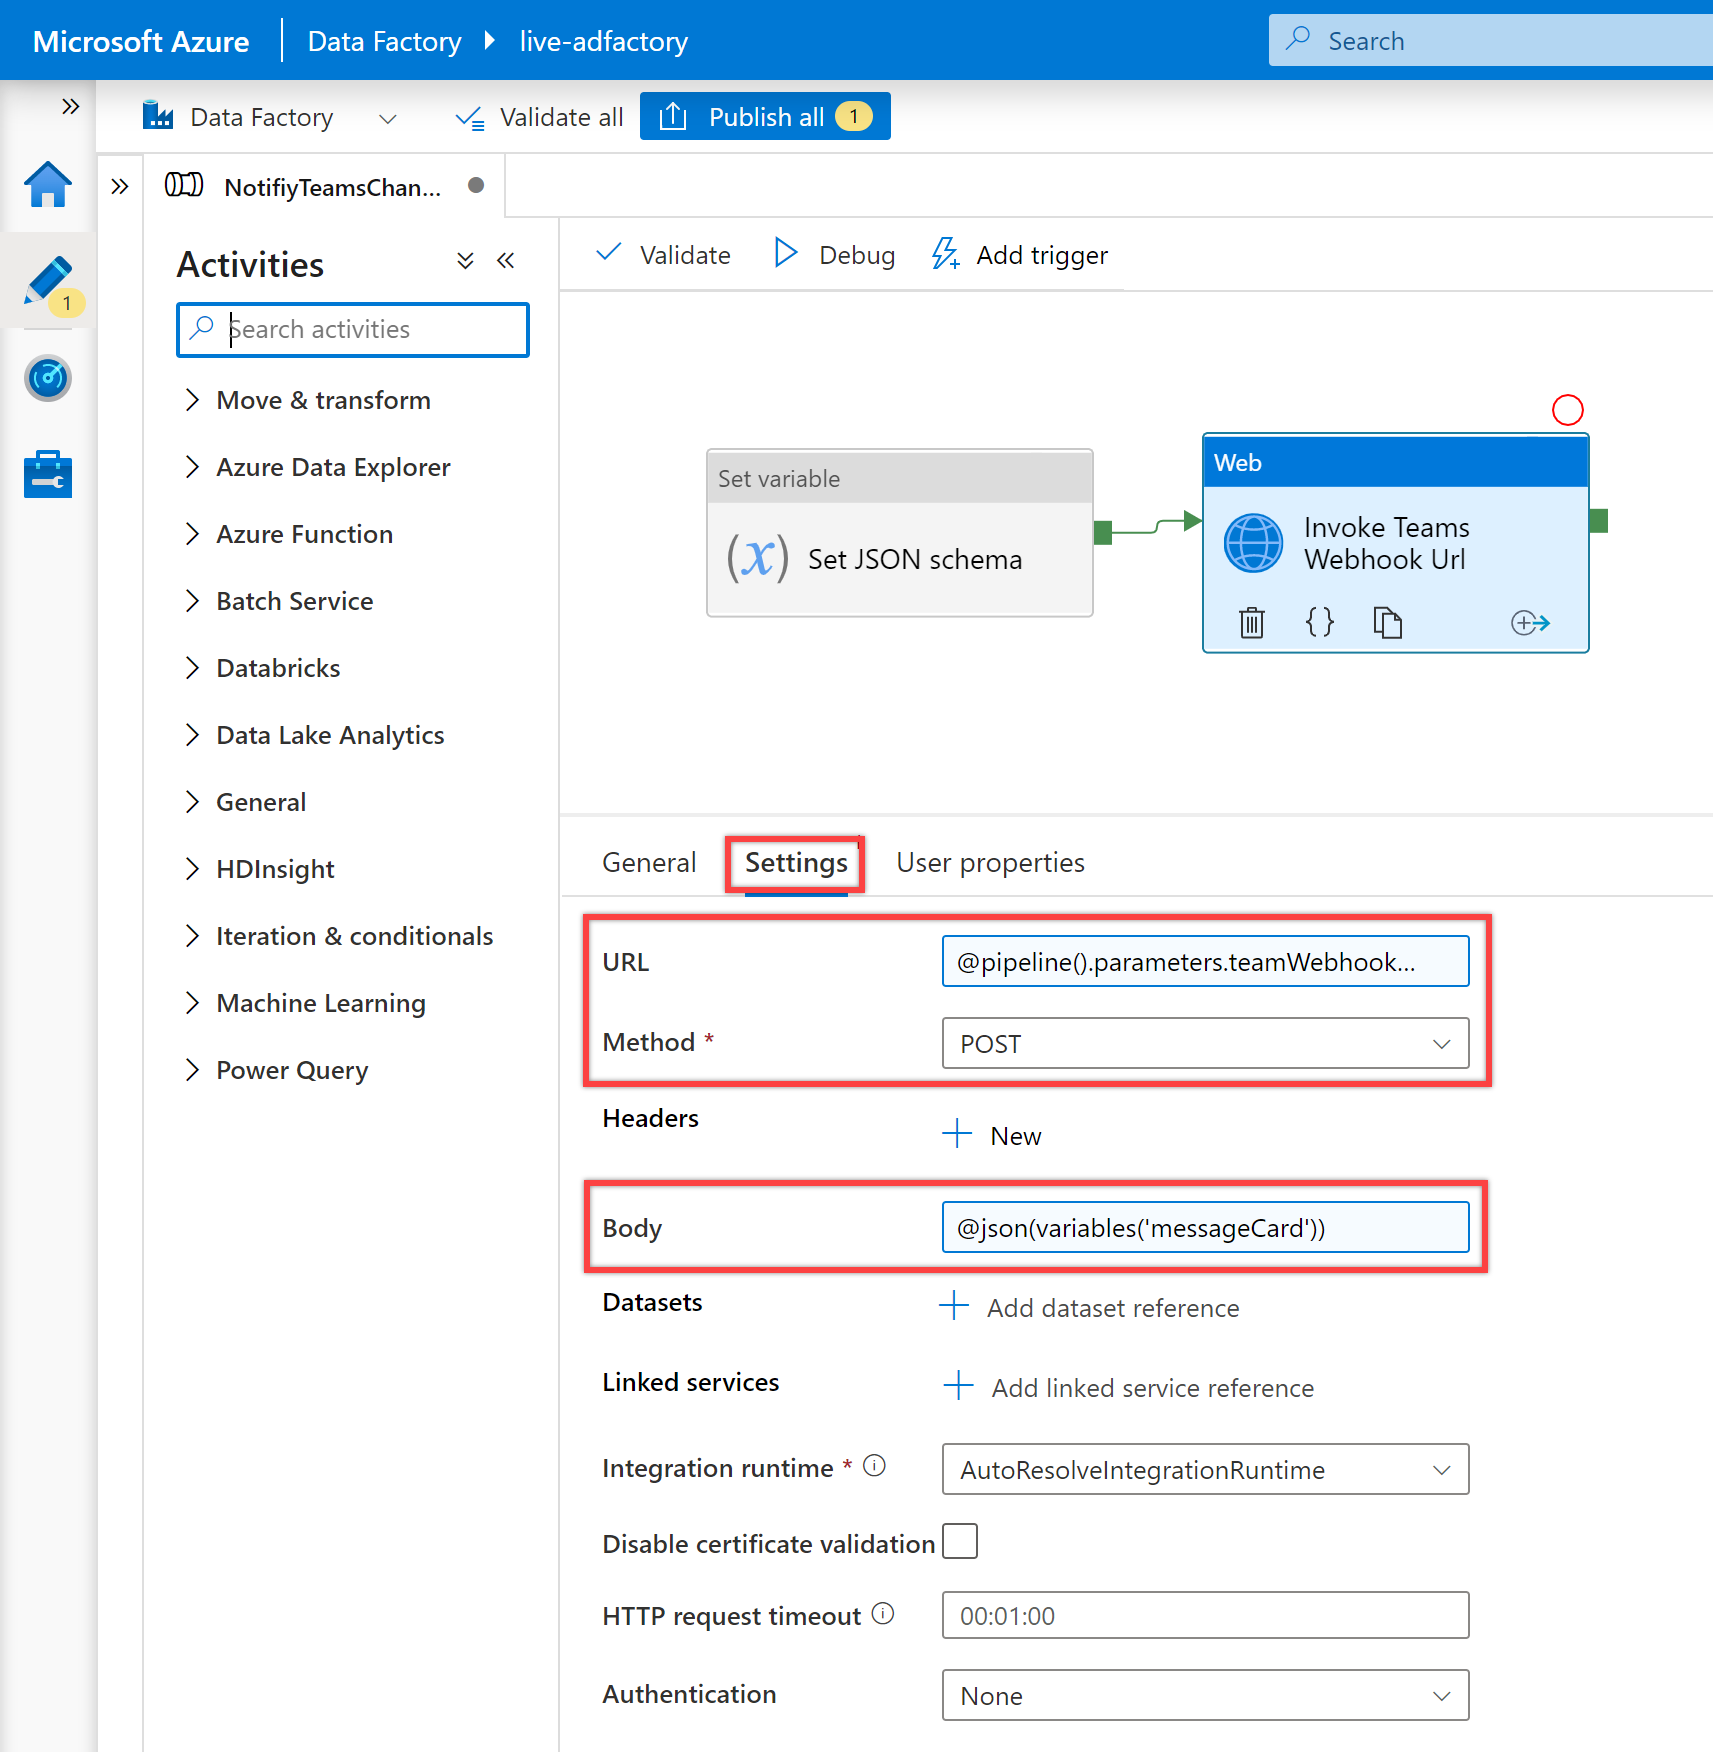 Microsoft Azure
Data Factory
live-adfactory
Search
Data Factory
Validate all
Publish all
1
NotifiyTeamsChan...
1
Activities
Search activities
Move & transform
Azure Data Explorer
Azure Function
Batch Service
Databricks
Data Lake Analytics
General
HDInsight
Iteration & conditionals
Machine Learning
Power Query
Validate
Debug
Add trigger
Set variable
(x)
Set JSON schema
Web
Invoke Teams
Webhook Url
{}
General
Settings
User properties
URL
@pipeline().parameters.teamWebhook...
Method *
POST
Headers
New
Body
@json(variables('messageCard'))
Datasets
Add dataset reference
Linked services
Add linked service reference
Integration runtime *
AutoResolveIntegrationRuntime
Disable certificate validation
HTTP request timeout
00:01:00
Authentication
None